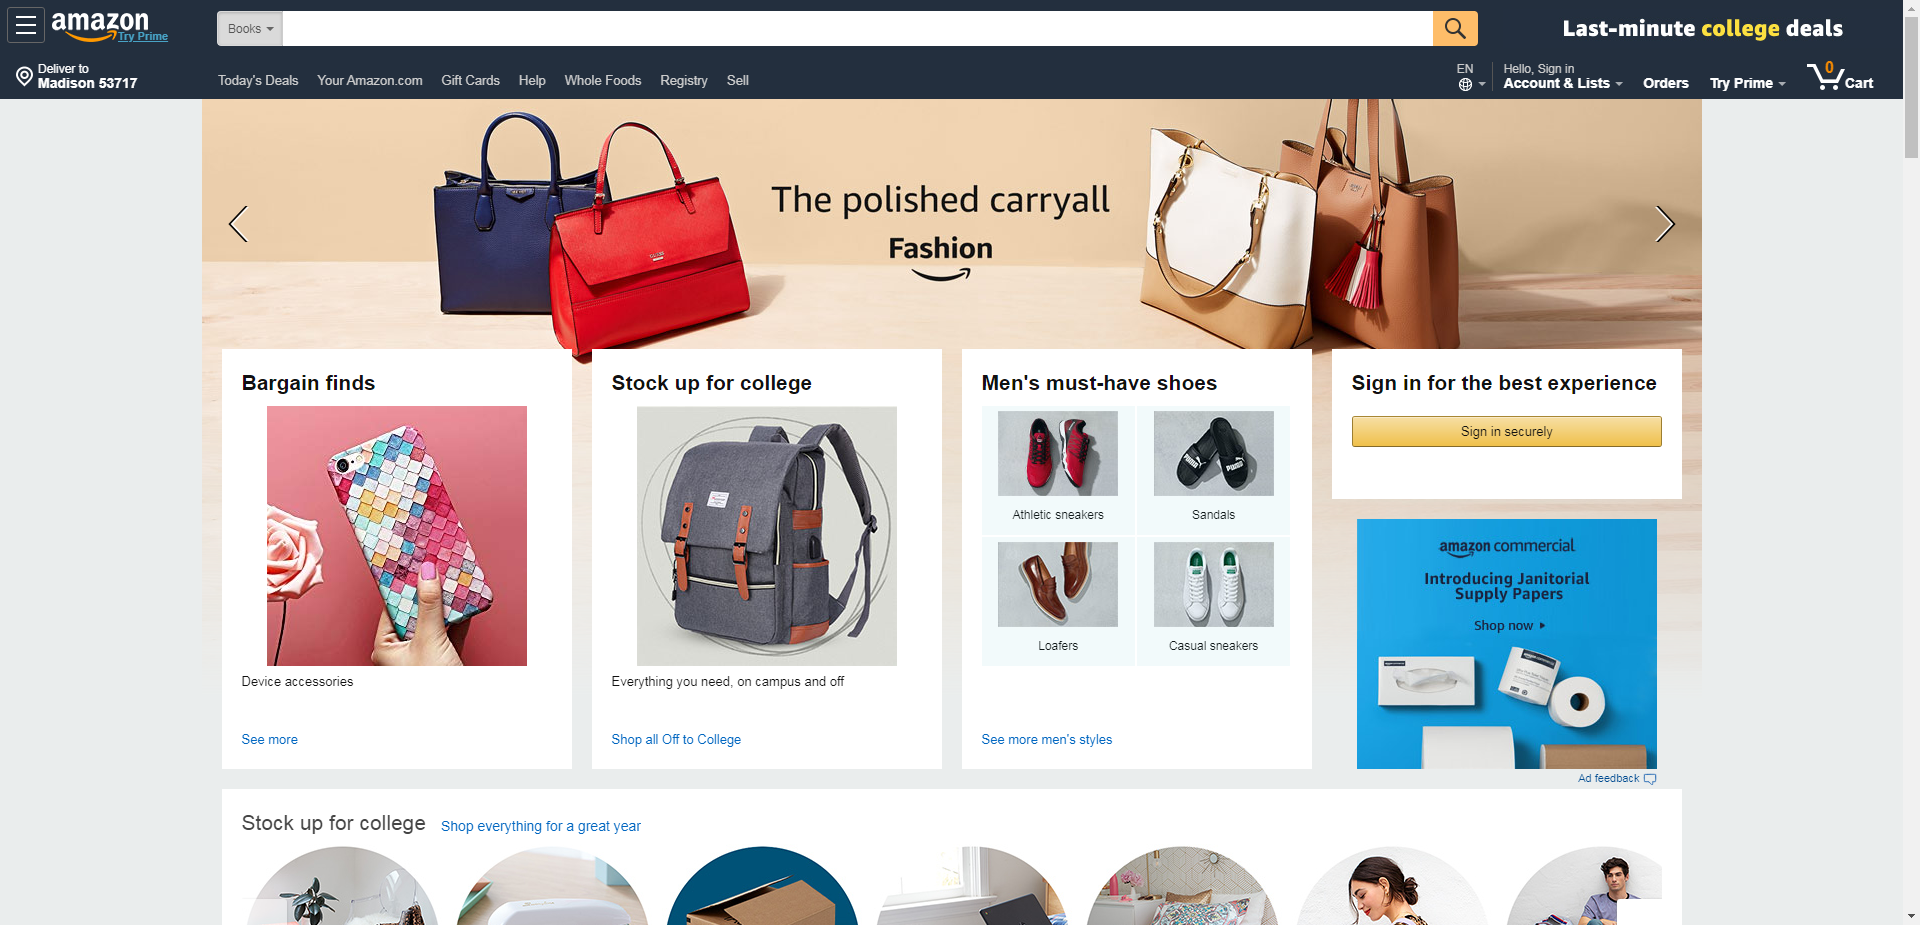 amazon
Try Prime
Books
Last-minute college deals
Deliver to
Madison 53717
Today's Deals
Your Amazon.com
Gift Cards
Help
Whole Foods
Registry
Sell
EN
Hello, Sign in
Account & Lists
Orders
Try Prime
0
Cart
The polished carryall
Fashion
Bargain finds
Device accessories
See more
Stock up for college
Everything you need, on campus and off
Shop all Off to College
Men's must-have shoes
PUMA
PUMA
Athletic sneakers
Sandals
Loafers
Casual sneakers
See more men's styles
Sign in for the best experience
Sign in securely
amazon commercial
Introducing Janitorial
Supply Papers
Shop now
Ad feedback
Stock up for college
Shop everything for a great year